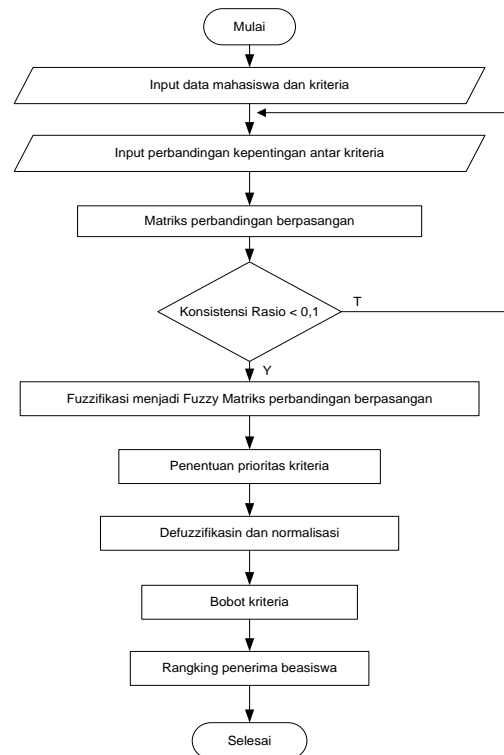 Mulai
Input data mahasiswa dan kriteria
Input perbandingan kepentingan antar kriteria
Matriks perbandingan berpasangan
Konsistensi Rasio < 0,1
T
Y
Fuzzifikasi menjadi Fuzzy Matriks perbandingan berpasangan
Penentuan prioritas kriteria
Defuzzifikasin dan normalisasi
Bobot kriteria
Rangking penerima beasiswa
Selesai